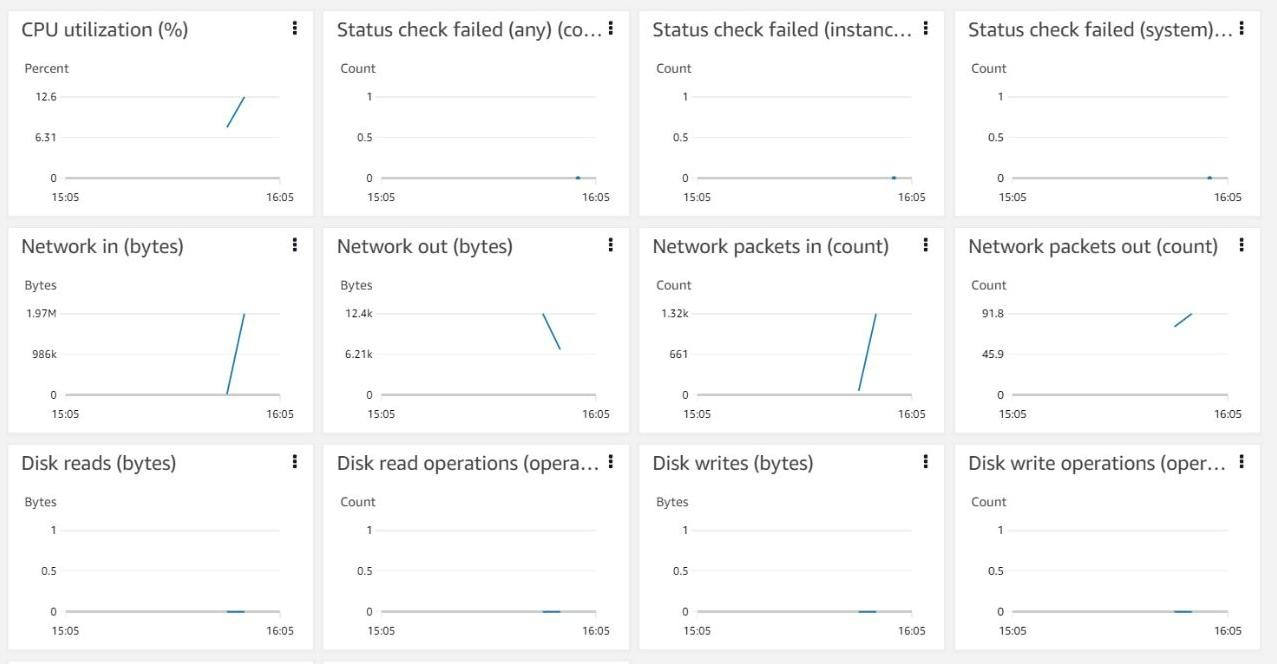 CPU utilization (%)
Percent
12.6
6.31
0
15:05 16:05
Status check failed (any) (co...
Count
1
0.5
0
15:05 16:05
Status check failed (instanc...
Count
1
0.5
0
15:05 16:05
Status check failed (system)...
Count
1
0.5
0
15:05 16:05
Network in (bytes)
Bytes
1.97M
986k
0
15:05 16:05
Network out (bytes)
Bytes
12.4k
6.21k
0
15:05 16:05
Network packets in (count)
Count
1.32k
661
0
15:05 16:05
Network packets out (count)
Count
91.8
45.9
0
15:05 16:05
Disk reads (bytes)
Bytes
1
0.5
0
15:05 16:05
Disk read operations (opera...
Count
1
0.5
0
15:05 16:05
Disk writes (bytes)
Bytes
1
0.5
0
15:05 16:05
Disk write operations (oper...
Count
1
0.5
0
15:05 16:05